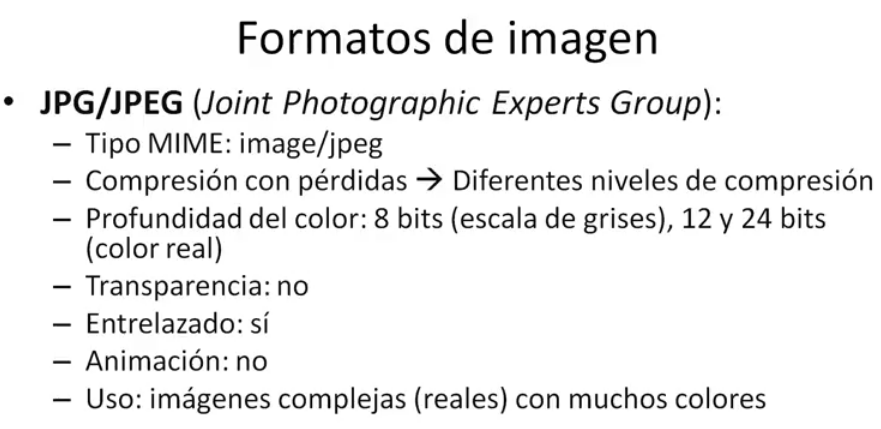 Formatos de imagen
• JPG/JPEG (Joint Photographic Experts Group):
– Tipo MIME: image/jpeg
– Compresión con pérdidas → Diferentes niveles de compresión
– Profundidad del color: 8 bits (escala de grises), 12 y 24 bits
(color real)
– Transparencia: no
– Entrelazado: sí
– Animación: no
– Uso: imágenes complejas (reales) con muchos colores